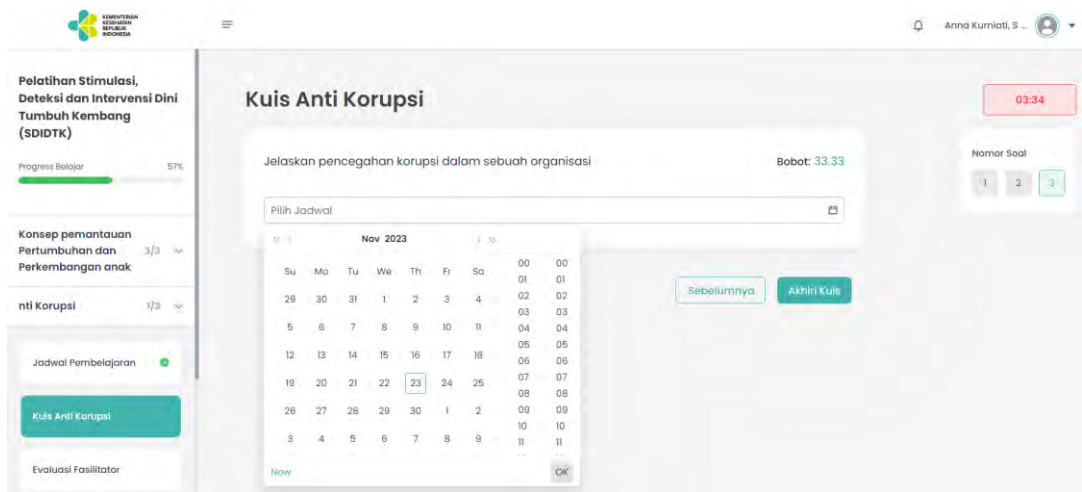 KEMENTERIAN
KESEHATAN
REPUBLIK
INDONESIA
Anna Kurniati, S ...
Pelatihan Stimulasi,
Deteksi dan Intervensi Dini
Tumbuh Kembang
(SDIDTK)
Progress Belajar 57%
Konsep pemantauan
Pertumbuhan dan 3/3
Perkembangan anak
nti Korupsi 1/3
Jadwal Pembelajaran
Kuis Anti Korupsi
Evaluasi Fasilitator
Kuis Anti Korupsi
Jelaskan pencegahan korupsi dalam sebuah organisasi Bobot: 33.33
Pilih Jadwal
« ‹ Nov 2023 › »
Su Mo Tu We Th Fr Sa
29 30 31 1 2 3 4
5 6 7 8 9 10 11
12 13 14 15 16 17 18
19 20 21 22 23 24 25
26 27 28 29 30 1 2
3 4 5 6 7 8 9
00 00
01 01
02 02
03 03
04 04
05 05
06 06
07 07
08 08
09 09
10 10
11 11
Now OK
Sebelumnya Akhiri Kuis
03:34
Nomor Soal
1 2 3